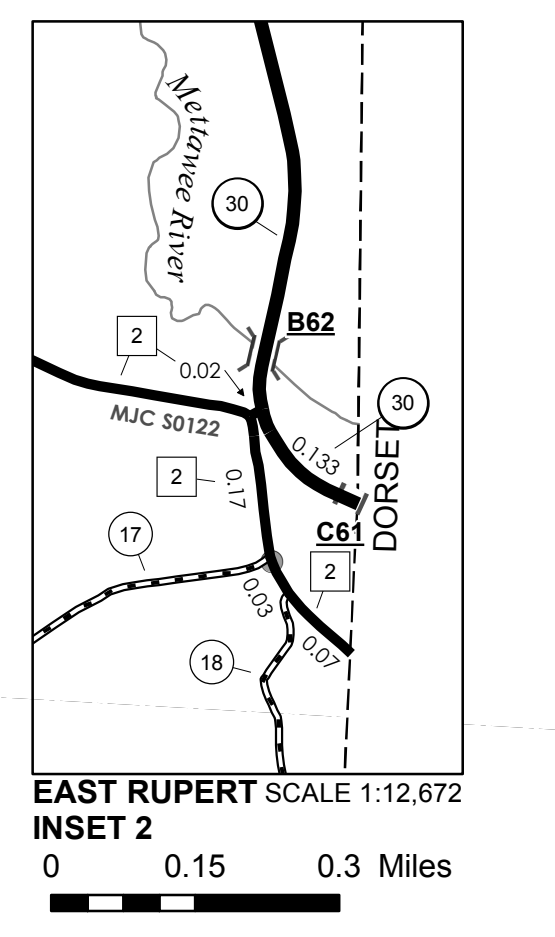 Mettawee River
30
B62
2
0.02
30
MJC S0122
0.133
DORSET
2
0.17
C61
17
2
0.03
18
0.07
EAST RUPERT SCALE 1:12,672
INSET 2
0 0.15 0.3 Miles